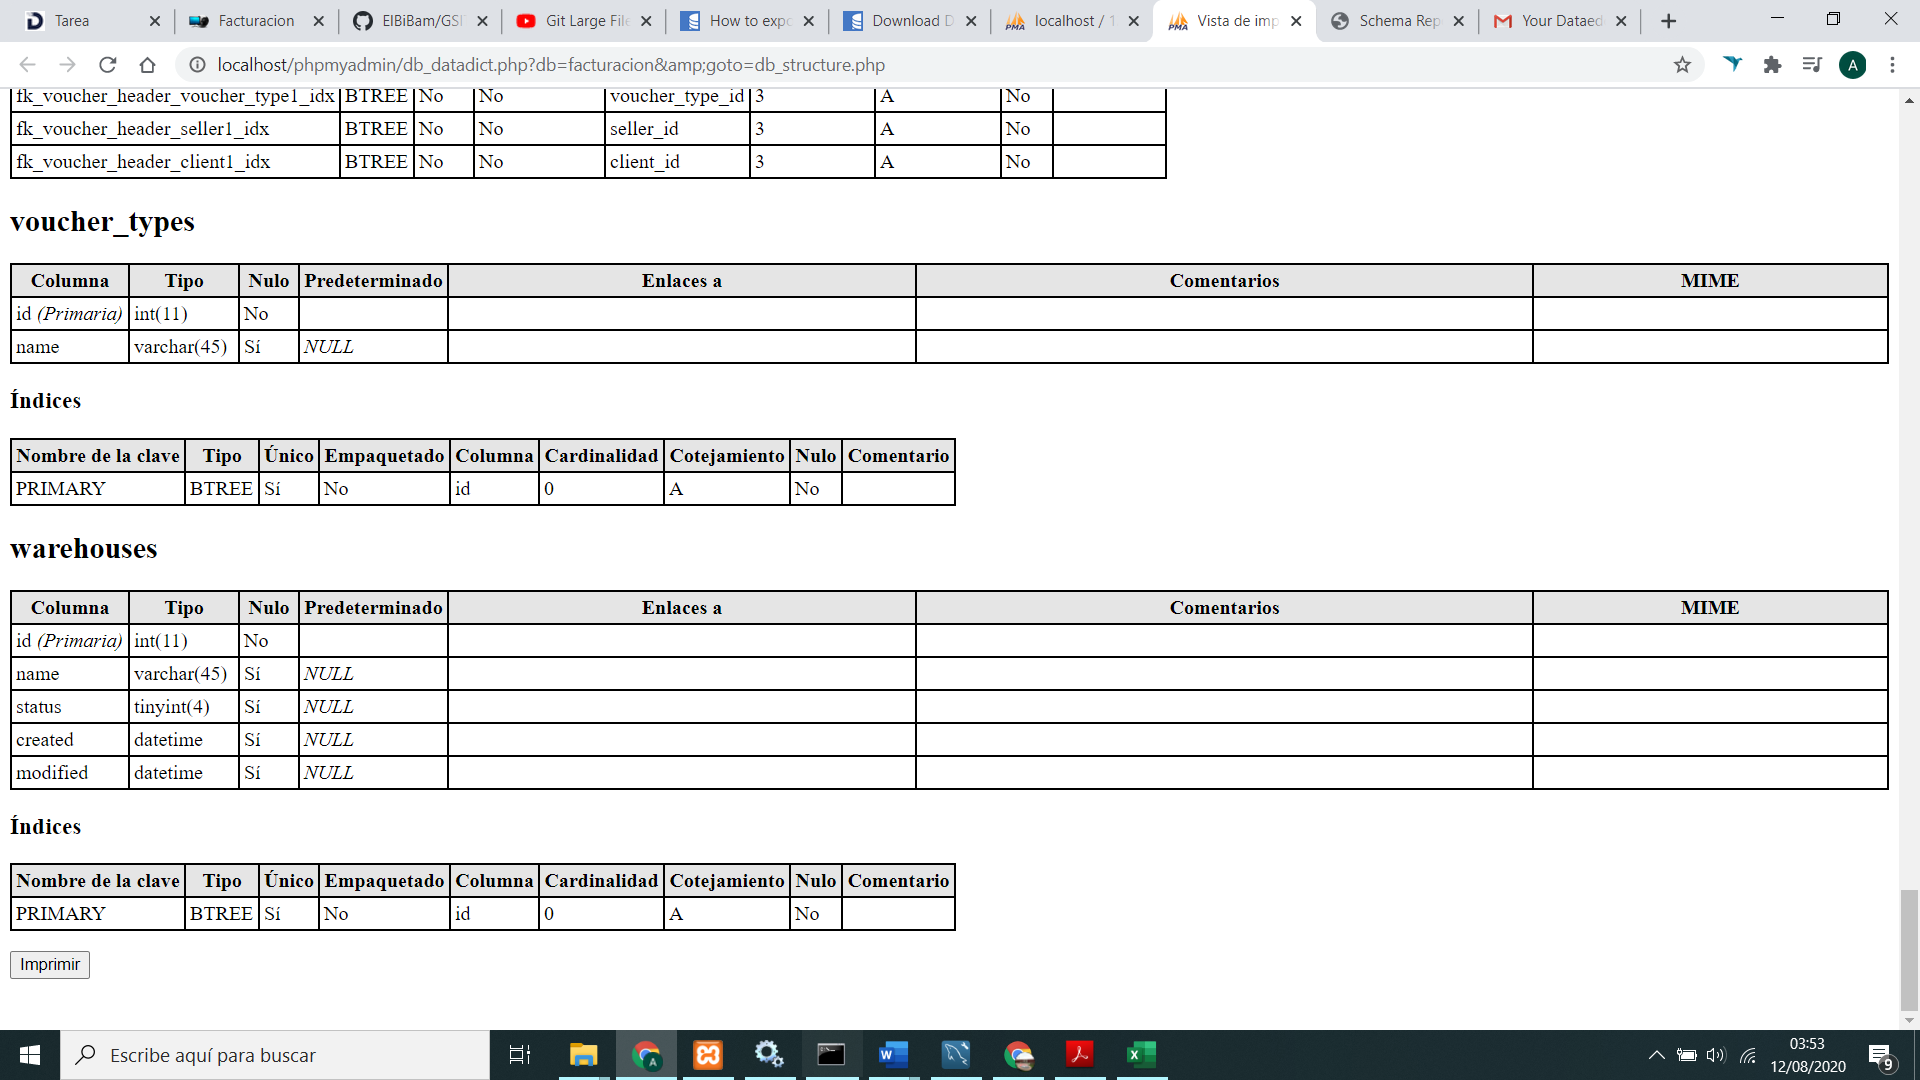 Tarea
Facturacion
ElBiBam/GSI
Git Large File
How to expo
Download D
localhost / 1
Vista de imp
Schema Rep
Your Dataed
localhost/phpmyadmin/db_datadict.php?db=facturacion&amp;goto=db_structure.php
A
fk_voucher_header_voucher_type1_idx BTREE No No voucher_type_id 3 A No
fk_voucher_header_seller1_idx BTREE No No seller_id 3 A No
fk_voucher_header_client1_idx BTREE No No client_id 3 A No
voucher_types
Columna Tipo Nulo Predeterminado Enlaces a Comentarios MIME
id (Primaria) int(11) No
name varchar(45) Sí NULL
Índices
Nombre de la clave Tipo Único Empaquetado Columna Cardinalidad Cotejamiento Nulo Comentario
PRIMARY BTREE Sí No id 0 A No
warehouses
Columna Tipo Nulo Predeterminado Enlaces a Comentarios MIME
id (Primaria) int(11) No
name varchar(45) Sí NULL
status tinyint(4) Sí NULL
created datetime Sí NULL
modified datetime Sí NULL
Índices
Nombre de la clave Tipo Único Empaquetado Columna Cardinalidad Cotejamiento Nulo Comentario
PRIMARY BTREE Sí No id 0 A No
Imprimir
Escribe aquí para buscar
03:53
12/08/2020
9